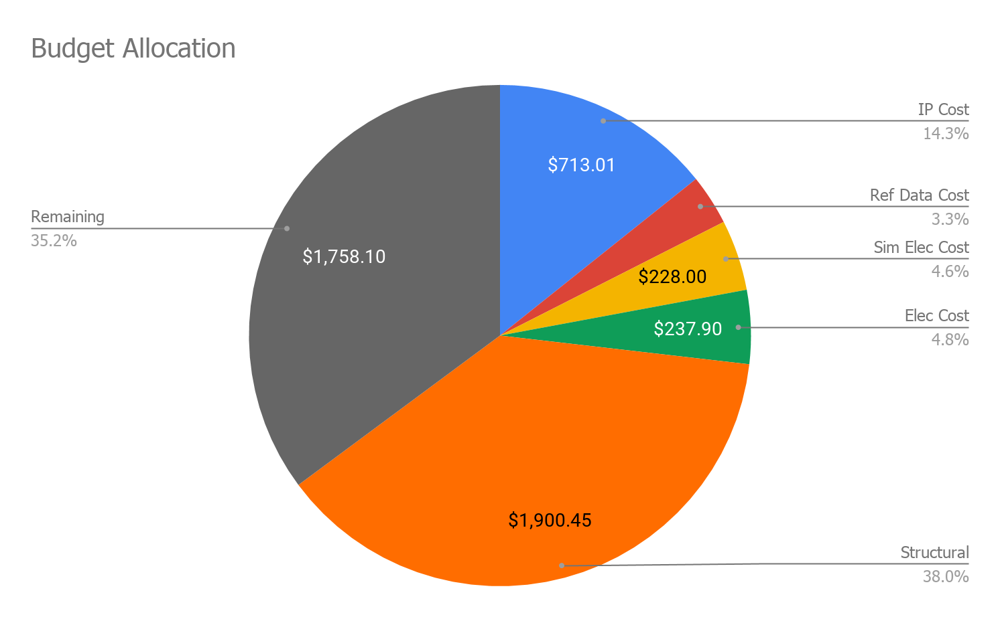 Budget Allocation
IP Cost
14.3%
$713.01
Ref Data Cost
3.3%
Remaining
35.2%
Sim Elec Cost
4.6%
$1,758.10
$228.00
Elec Cost
4.8%
$237.90
$1,900.45
Structural
38.0%